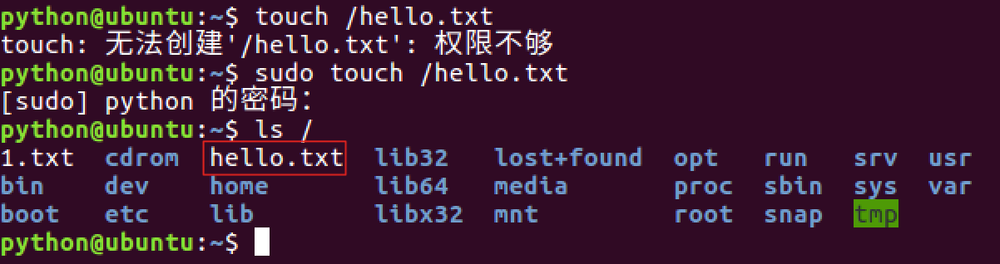 python@ubuntu:~$ touch /hello.txt
touch: 无法创建'/hello.txt': 权限不够
python@ubuntu:~$ sudo touch /hello.txt
[sudo] python 的密码：
python@ubuntu:~$ ls /
1.txt  cdrom  hello.txt  lib32   lost+found  opt   run   srv  usr
bin    dev    home       lib64   media       proc  sbin  sys  var
boot   etc    lib        libx32  mnt         root  snap  tmp
python@ubuntu:~$